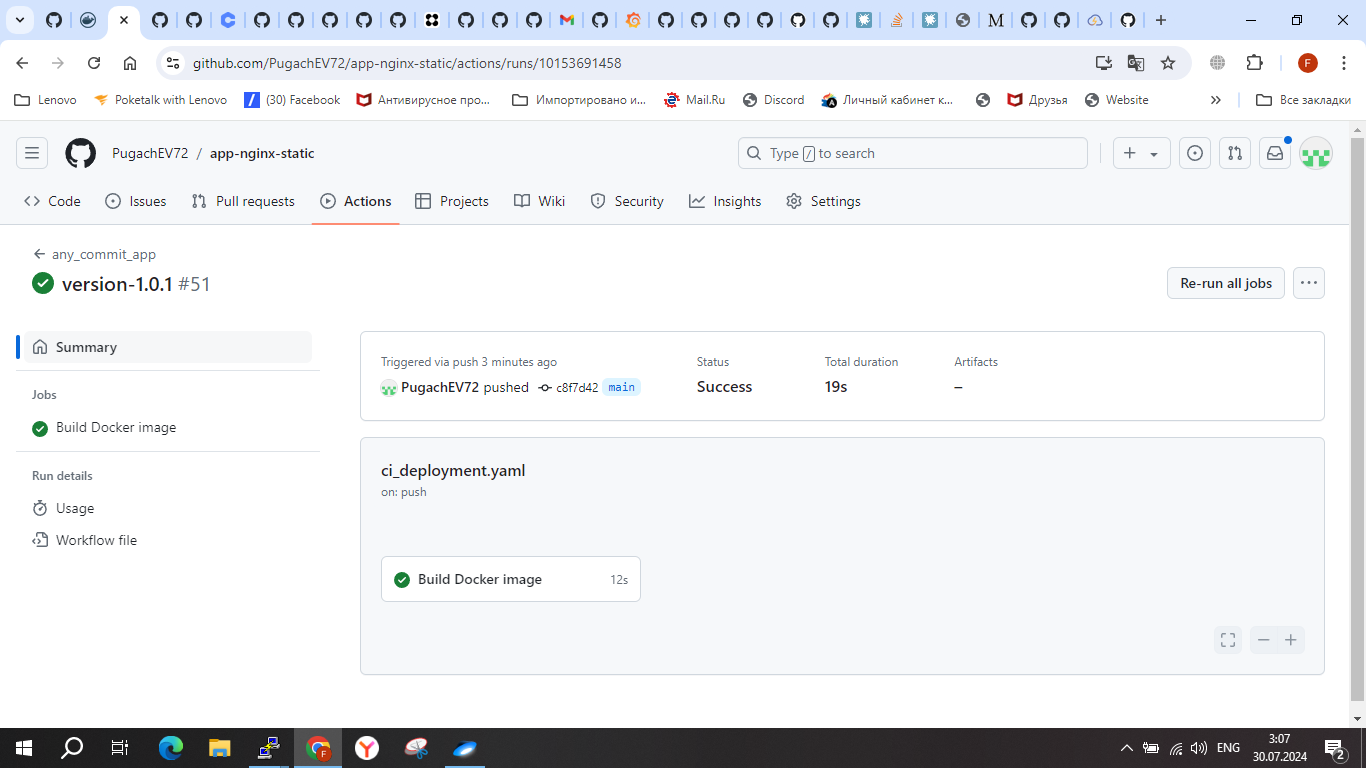 github.com/PugachEV72/app-nginx-static/actions/runs/10153691458
F
Lenovo
Poketalk with Lenovo
(30) Facebook
Антивирусное про...
Импортировано и...
Mail.Ru
Discord
Личный кабинет к...
Друзья
Website
Все закладки
PugachEV72 / app-nginx-static
Type / to search
Code
Issues
Pull requests
Actions
Projects
Wiki
Security
Insights
Settings
any_commit_app
version-1.0.1 #51
Re-run all jobs
Summary
Jobs
Build Docker image
Run details
Usage
Workflow file
Triggered via push 3 minutes ago
PugachEV72 pushed c8f7d42 main
Status
Success
Total duration
19s
Artifacts
–
ci_deployment.yaml
on: push
Build Docker image 12s
ENG
3:07
30.07.2024
2